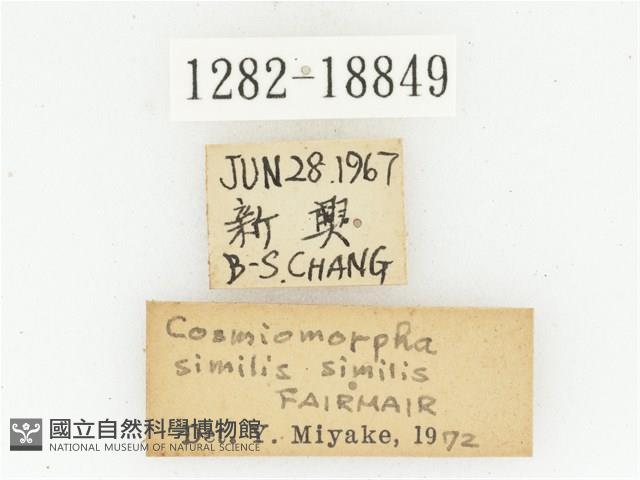 1282-18849
JUN 28.1967
新興
B-S.CHANG
Cosmiomorpha
similis similis
FAIRMAIR
Det. Y. Miyake, 1972
國立自然科學博物館
NATIONAL MUSEUM OF NATURAL SCIENCE